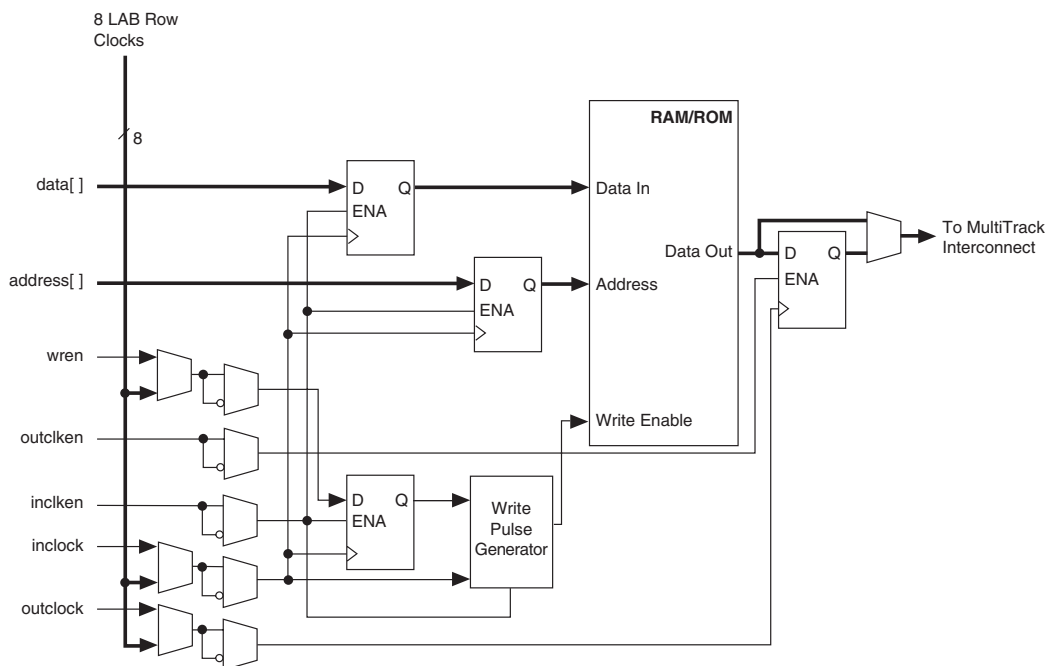 8 LAB Row
Clocks
8
RAM/ROM
data[ ]
D Q
ENA
Data In
To MultiTrack
Interconnect
Data Out
D Q
ENA
address[ ]
D Q
ENA
Address
wren
Write Enable
outclken
inclken
D Q
ENA
Write
Pulse
Generator
inclock
outclock